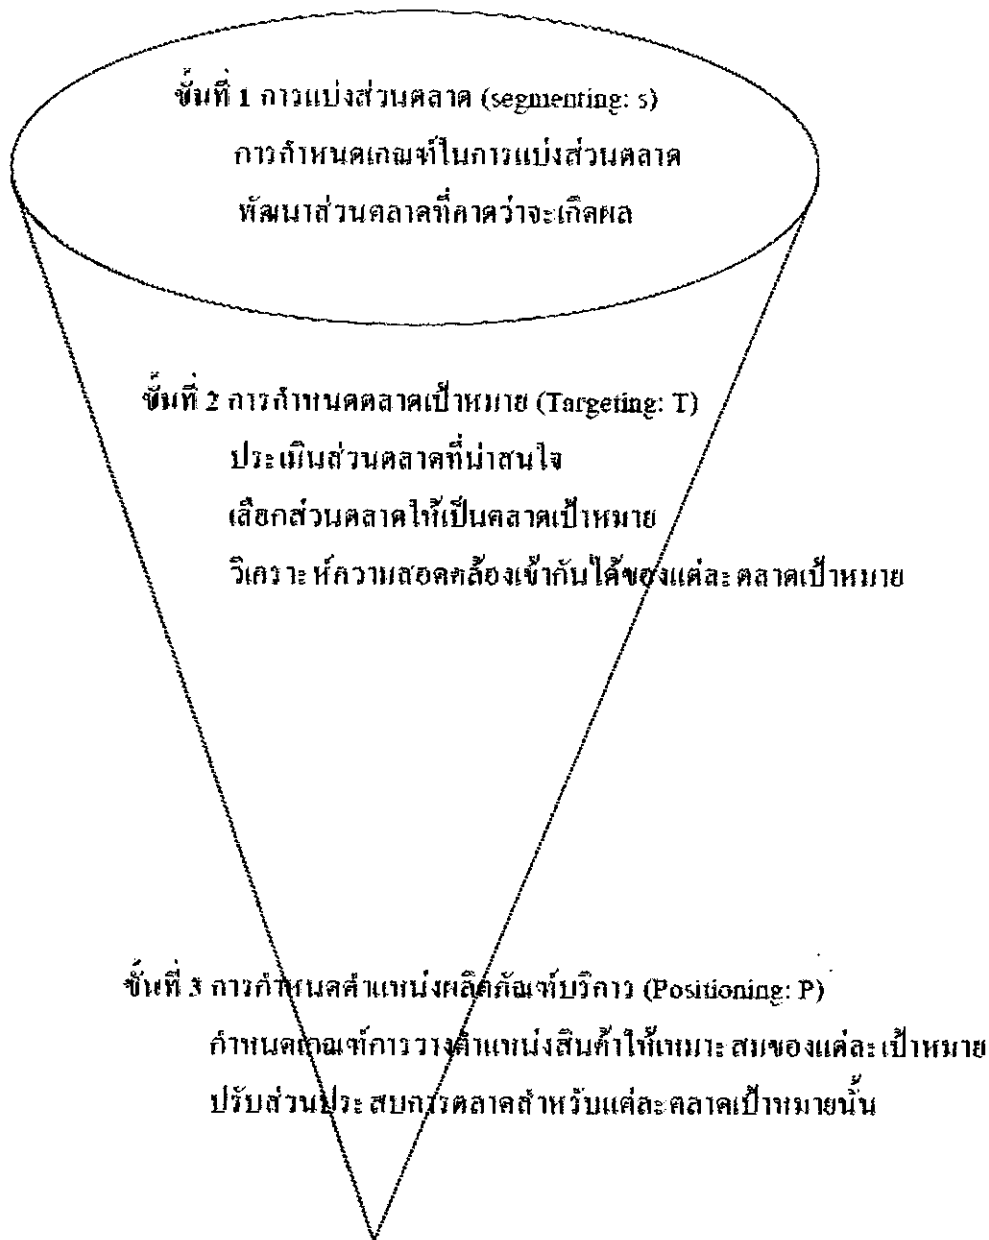 ขั้นที่ 1 การแบ่งส่วนตลาด (segmenting: s)
การกำหนดเกณฑ์ในการแบ่งส่วนตลาด
พัฒนาส่วนตลาดที่คาดว่าจะเกิดผล
ขั้นที่ 2 การกำหนดตลาดเป้าหมาย (Targeting: T)
ประเมินส่วนตลาดที่น่าสนใจ
เลือกส่วนตลาดให้เป็นตลาดเป้าหมาย
วิเคราะห์ความสอดคล้องเข้ากันได้ของแต่ละตลาดเป้าหมาย
ขั้นที่ 3 การกำหนดตำแหน่งผลิตภัณฑ์บริการ (Positioning: P)
กำหนดเกณฑ์การวางตำแหน่งสินค้าให้เหมาะสมของแต่ละเป้าหมาย
ปรับส่วนประสบการตลาดสำหรับแต่ละตลาดเป้าหมายนั้น